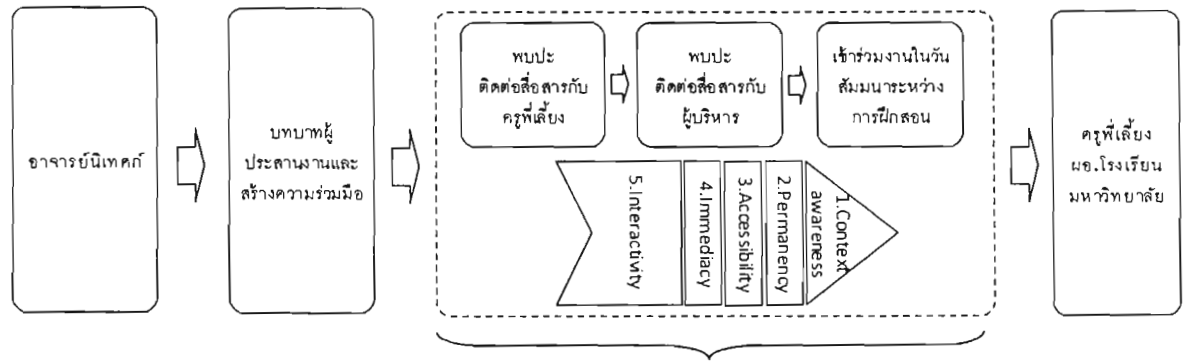 อาจารย์นิเทศก์
บทบาทผู้
ประสานงานและ
สร้างความร่วมมือ
พบปะ
ติดต่อสื่อสารกับ
ครูพี่เลี้ยง
พบปะ
ติดต่อสื่อสารกับ
ผู้บริหาร
เข้าร่วมงานในวัน
สัมมนาระหว่าง
การฝึกสอน
5.Interactivity
4.Immediacy
3.Accessibility
2.Permanency
1.Context
awareness
ครูพี่เลี้ยง
ผอ.โรงเรียน
มหาวิทยาลัย